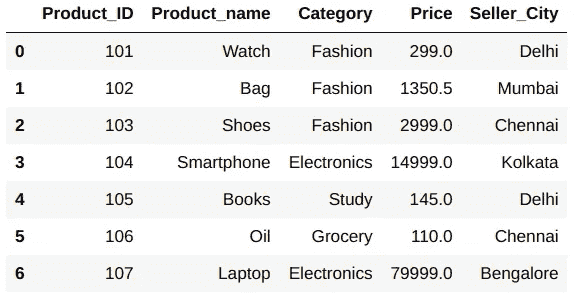 Product_ID Product_name Category Price Seller_City
0 101 Watch Fashion 299.0 Delhi
1 102 Bag Fashion 1350.5 Mumbai
2 103 Shoes Fashion 2999.0 Chennai
3 104 Smartphone Electronics 14999.0 Kolkata
4 105 Books Study 145.0 Delhi
5 106 Oil Grocery 110.0 Chennai
6 107 Laptop Electronics 79999.0 Bengalore